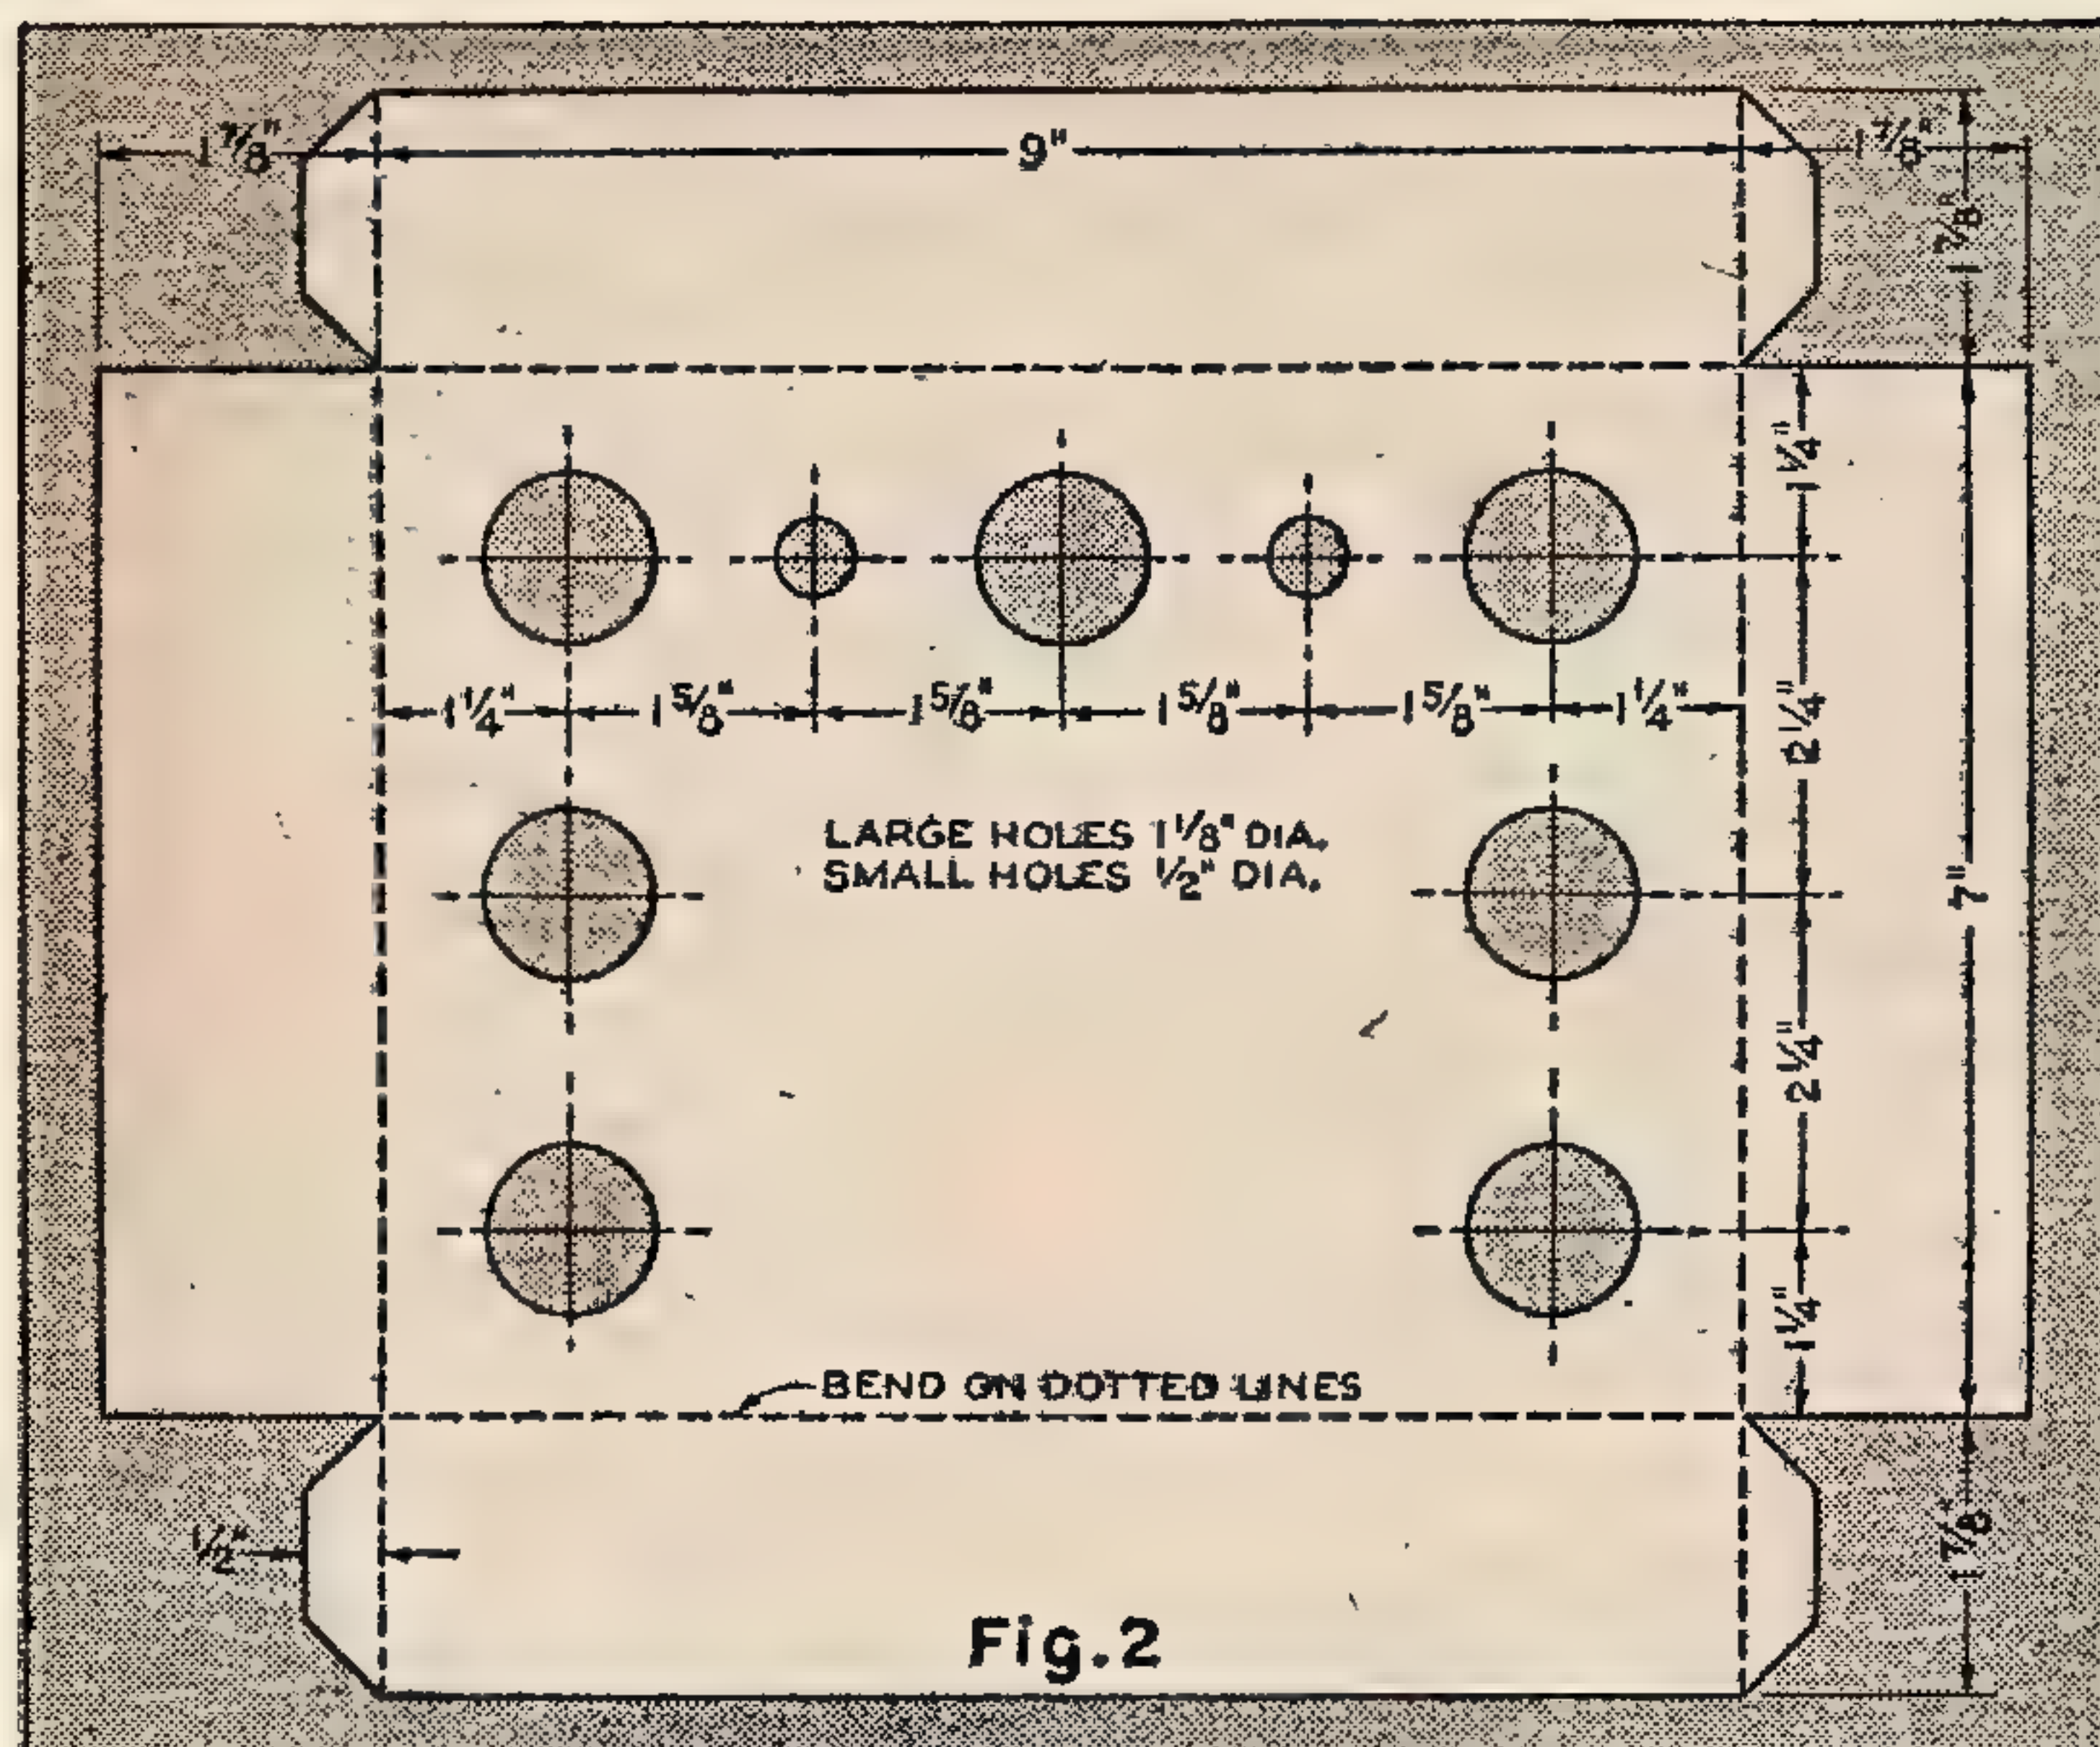 1 7/8" 9" 1 7/8"
1 7/8"
1 1/4"
1 1/4" 1 5/8" 1 5/8" 1 5/8" 1 5/8" 1 1/4"
2 1/4"
LARGE HOLES 1 1/8" DIA.
SMALL HOLES 1/2" DIA.
7"
2 1/4"
1 1/4"
BEND ON DOTTED LINES
1/2"
1 7/8"
Fig.2